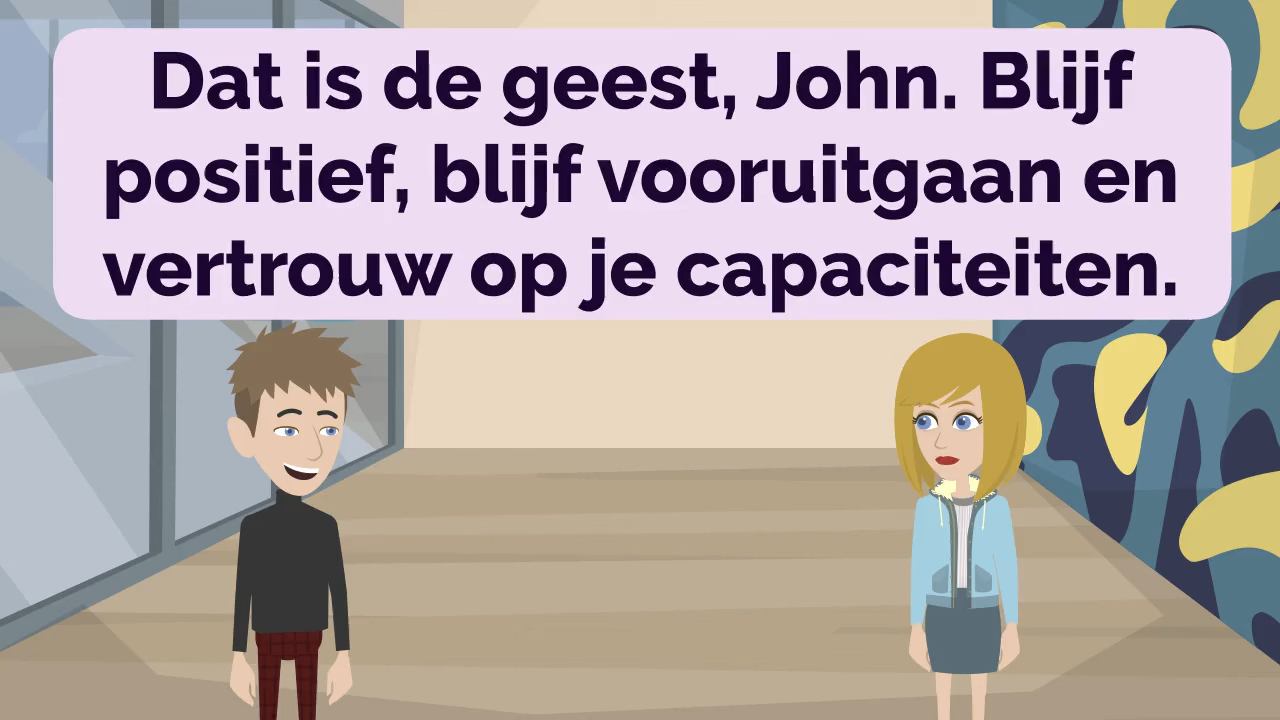 Dat is de geest, John. Blijf
positief, blijf vooruitgaan en
vertrouw op je capaciteiten.